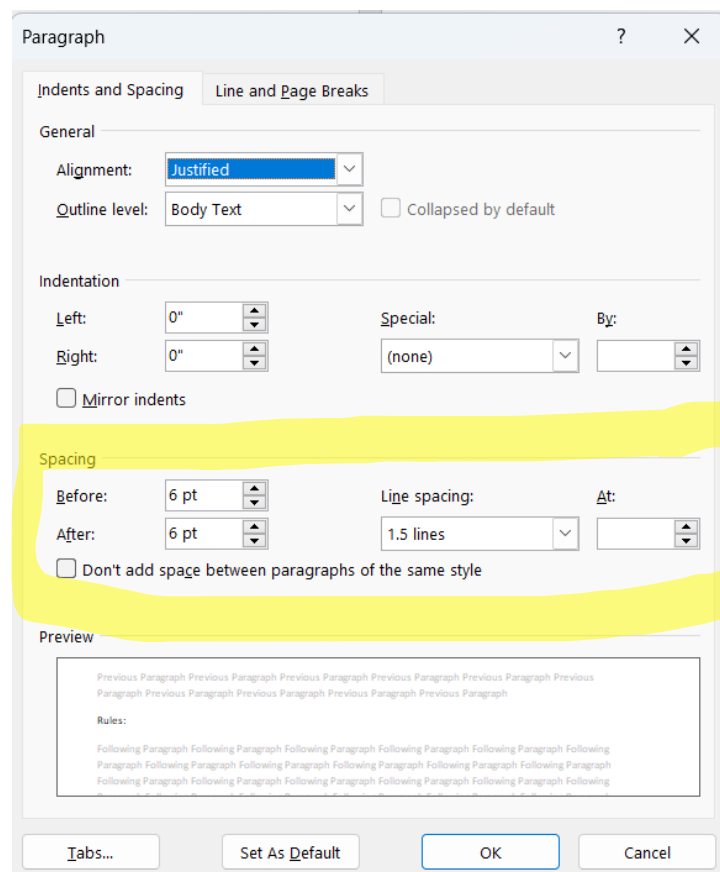 Paragraph ? ×
Indents and Spacing Line and Page Breaks
General
Alignment: Justified
Outline level: Body Text Collapsed by default
Indentation
Left: 0" Special: By:
Right: 0" (none)
Mirror indents
Spacing
Before: 6 pt Line spacing: At:
After: 6 pt 1.5 lines
Don't add space between paragraphs of the same style
Preview
Previous Paragraph Previous Paragraph Previous Paragraph Previous Paragraph Previous Paragraph Previous
Paragraph Previous Paragraph Previous Paragraph Previous Paragraph Previous Paragraph
Rules:
Following Paragraph Following Paragraph Following Paragraph Following Paragraph Following Paragraph Following
Paragraph Following Paragraph Following Paragraph Following Paragraph Following Paragraph Following Paragraph
Following Paragraph Following Paragraph Following Paragraph Following Paragraph Following Paragraph Following
Tabs... Set As Default OK Cancel